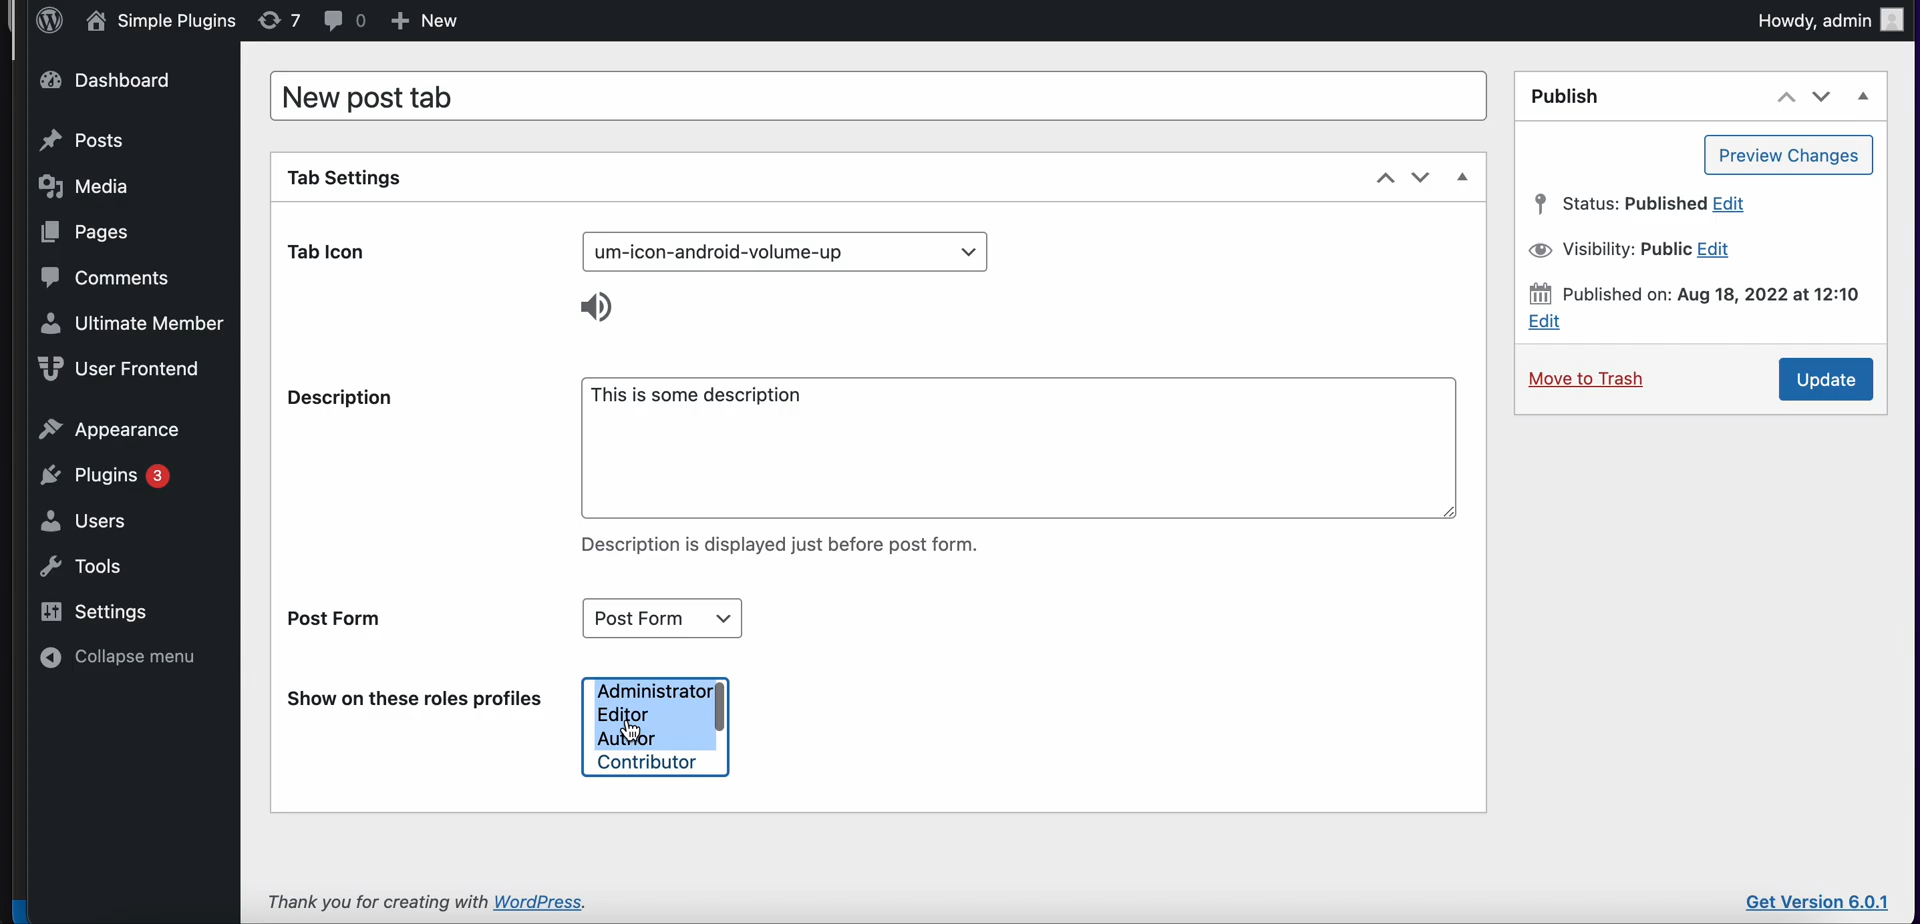 Simple Plugins 7 0 + New Howdy, admin
Dashboard
Posts
Media
Pages
Comments
Ultimate Member
User Frontend
Appearance
Plugins 3
Users
Tools
Settings
Collapse menu
New post tab
Tab Settings
Tab Icon
um-icon-android-volume-up
Description
This is some description
Description is displayed just before post form.
Post Form
Post Form
Show on these roles profiles
Administrator
Editor
Author
Contributor
Publish
Preview Changes
Status: Published Edit
Visibility: Public Edit
Published on: Aug 18, 2022 at 12:10
Edit
Move to Trash
Update
Thank you for creating with WordPress.
Get Version 6.0.1